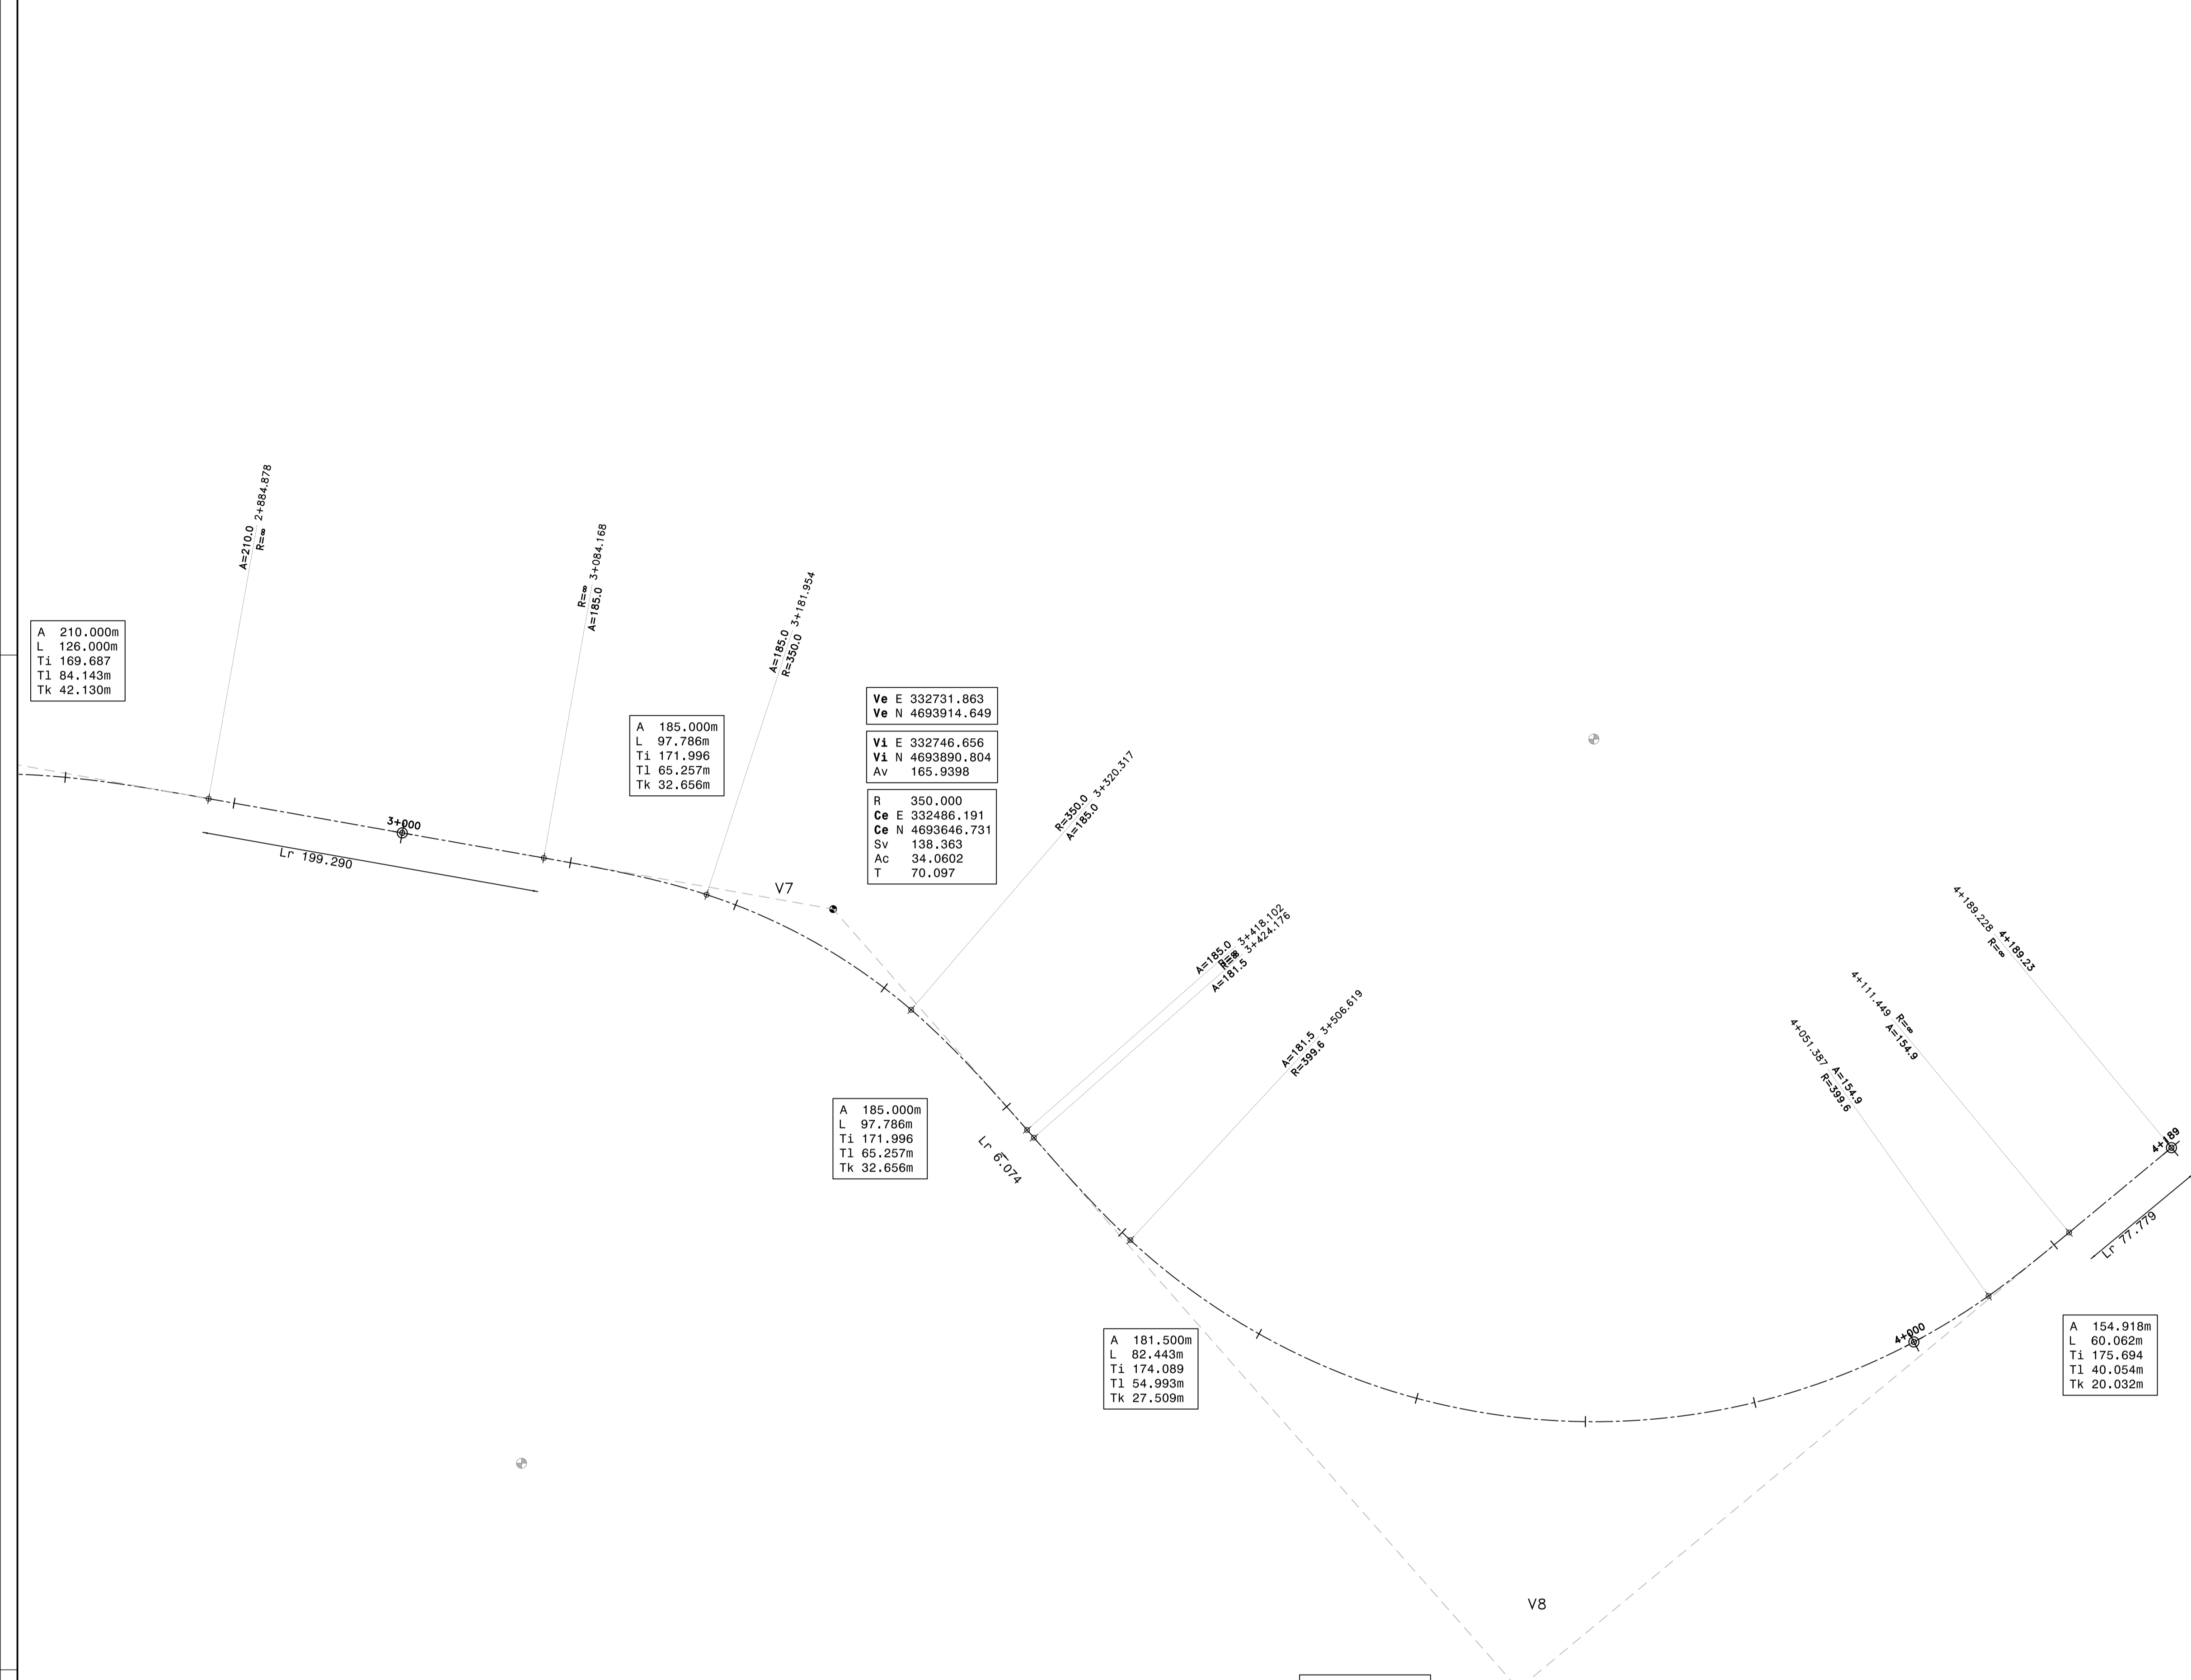 A=210.0 2+884.878
R=∞
R=∞ 3+084.168
A=185.0
A=185.0 3+181.954
R=350.0
A 210.000m
L 126.000m
Ti 169.687
Tl 84.143m
Tk 42.130m
A 185.000m
L 97.786m
Ti 171.996
Tl 65.257m
Tk 32.656m
Ve E 332731.863
Ve N 4693914.649
Vi E 332746.656
Vi N 4693890.804
Av 165.9398
R 350.000
Ce E 332486.191
Ce N 4693646.731
Sv 138.363
Ac 34.0602
T 70.097
R=350.0 3+320.317
A=185.0
3+000
Lr 199.290
V7
A=185.0 3+418.102
R=∞
R=∞ 3+424.176
A=181.5
A=181.5 3+506.619
R=399.6
4+189.228 4+189.23
R=∞
4+111.449 R=∞
A=154.9
4+051.387 A=154.9
R=399.6
A 185.000m
L 97.786m
Ti 171.996
Tl 65.257m
Tk 32.656m
Lr 6.074
4+189
Lr 77.779
A 181.500m
L 82.443m
Ti 174.089
Tl 54.993m
Tk 27.509m
4+000
A 154.918m
L 60.062m
Ti 175.694
Tl 40.054m
Tk 20.032m
V8